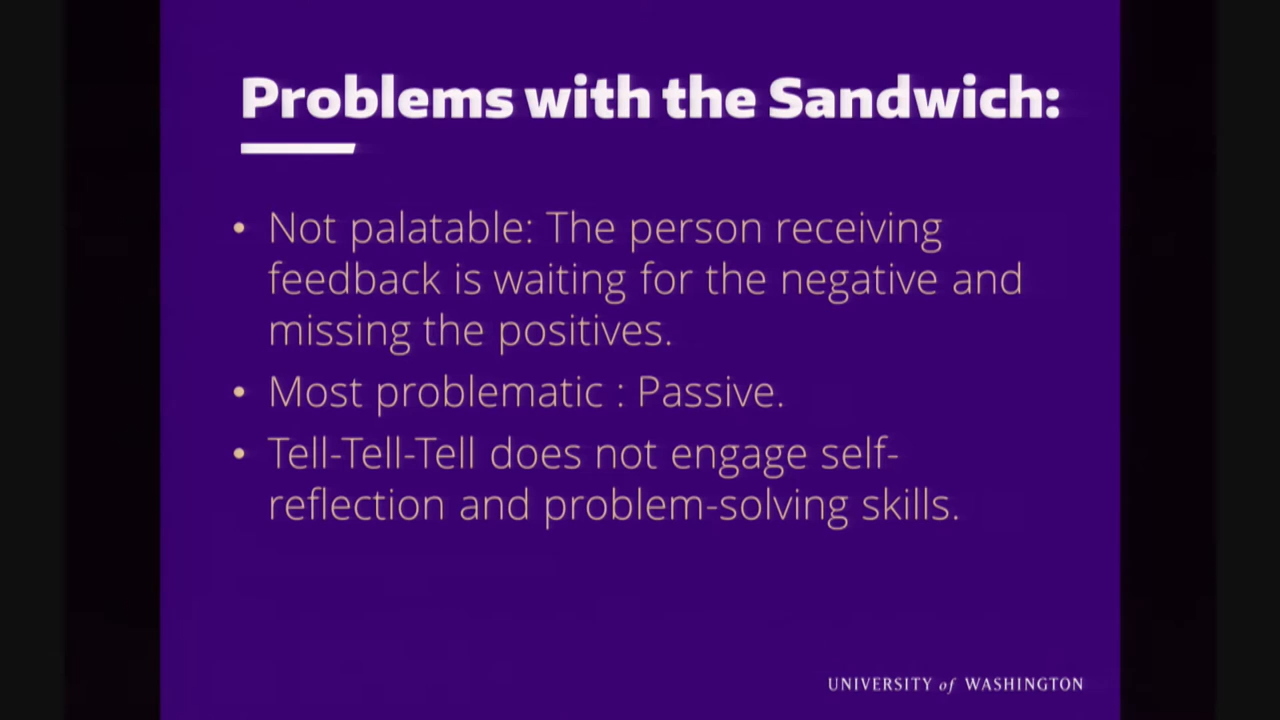 Problems with the Sandwich:
• Not palatable: The person receiving
feedback is waiting for the negative and
missing the positives.
• Most problematic : Passive.
• Tell-Tell-Tell does not engage self-
reflection and problem-solving skills.
UNIVERSITY of WASHINGTON